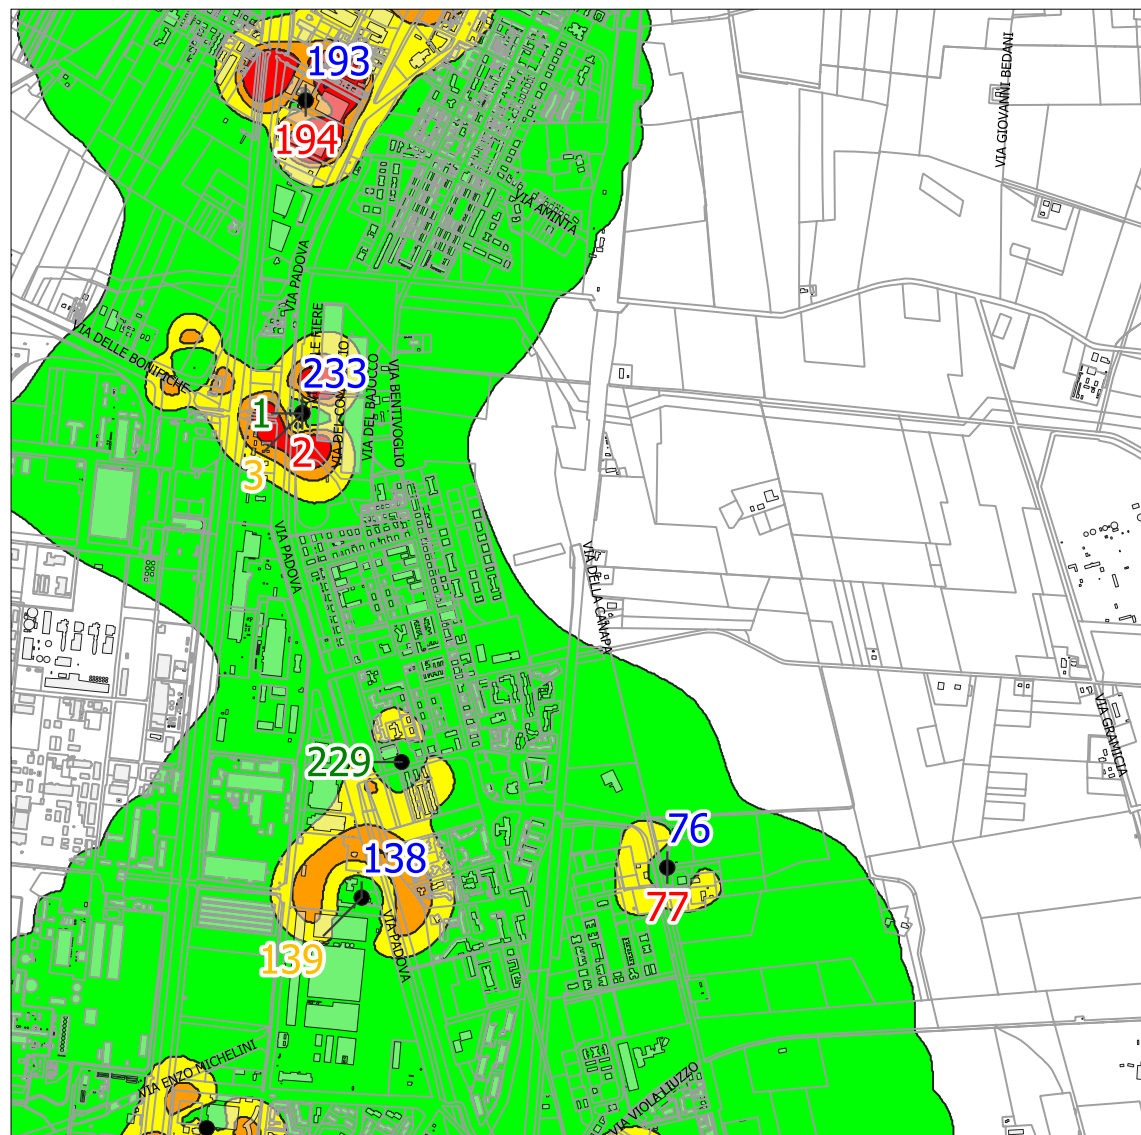 193
194
VIA GIOVANNI BEDANI
VIA AMINTA
VIA PADOVA
VIA DELLE BONIFICHE
233
VIA DEL BAJOCCO
VIA BENTIVOGLIO
1
2
3
VIA PADOVA
VIA DELLA CANAPA
VIA GRAMICIA
229
76
138
77
139
VIA PADOVA
VIA ENZO MICHELINI
VIA VIOLA LIUZZO